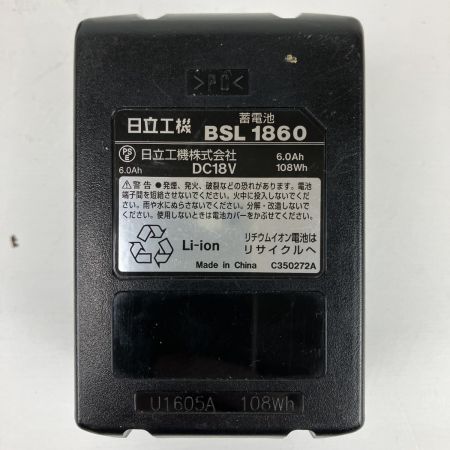 >PC<
蓄電池
日立工機 BSL 1860
日立工機株式会社 6.0Ah
6.0Ah DC18V 108Wh
警告 ●発煙、発火、破裂などの恐れがあります。電池
端子間を短絡させないでください。火中に投入しないでくだ
さい。雨や水にぬらさないでください。分解・改造しないで
ください。使用しないときは電池カバーをかぶせてください。
Li-ion リチウムイオン電池は
リサイクルへ
Made in China C350272A
U1605A 108Wh